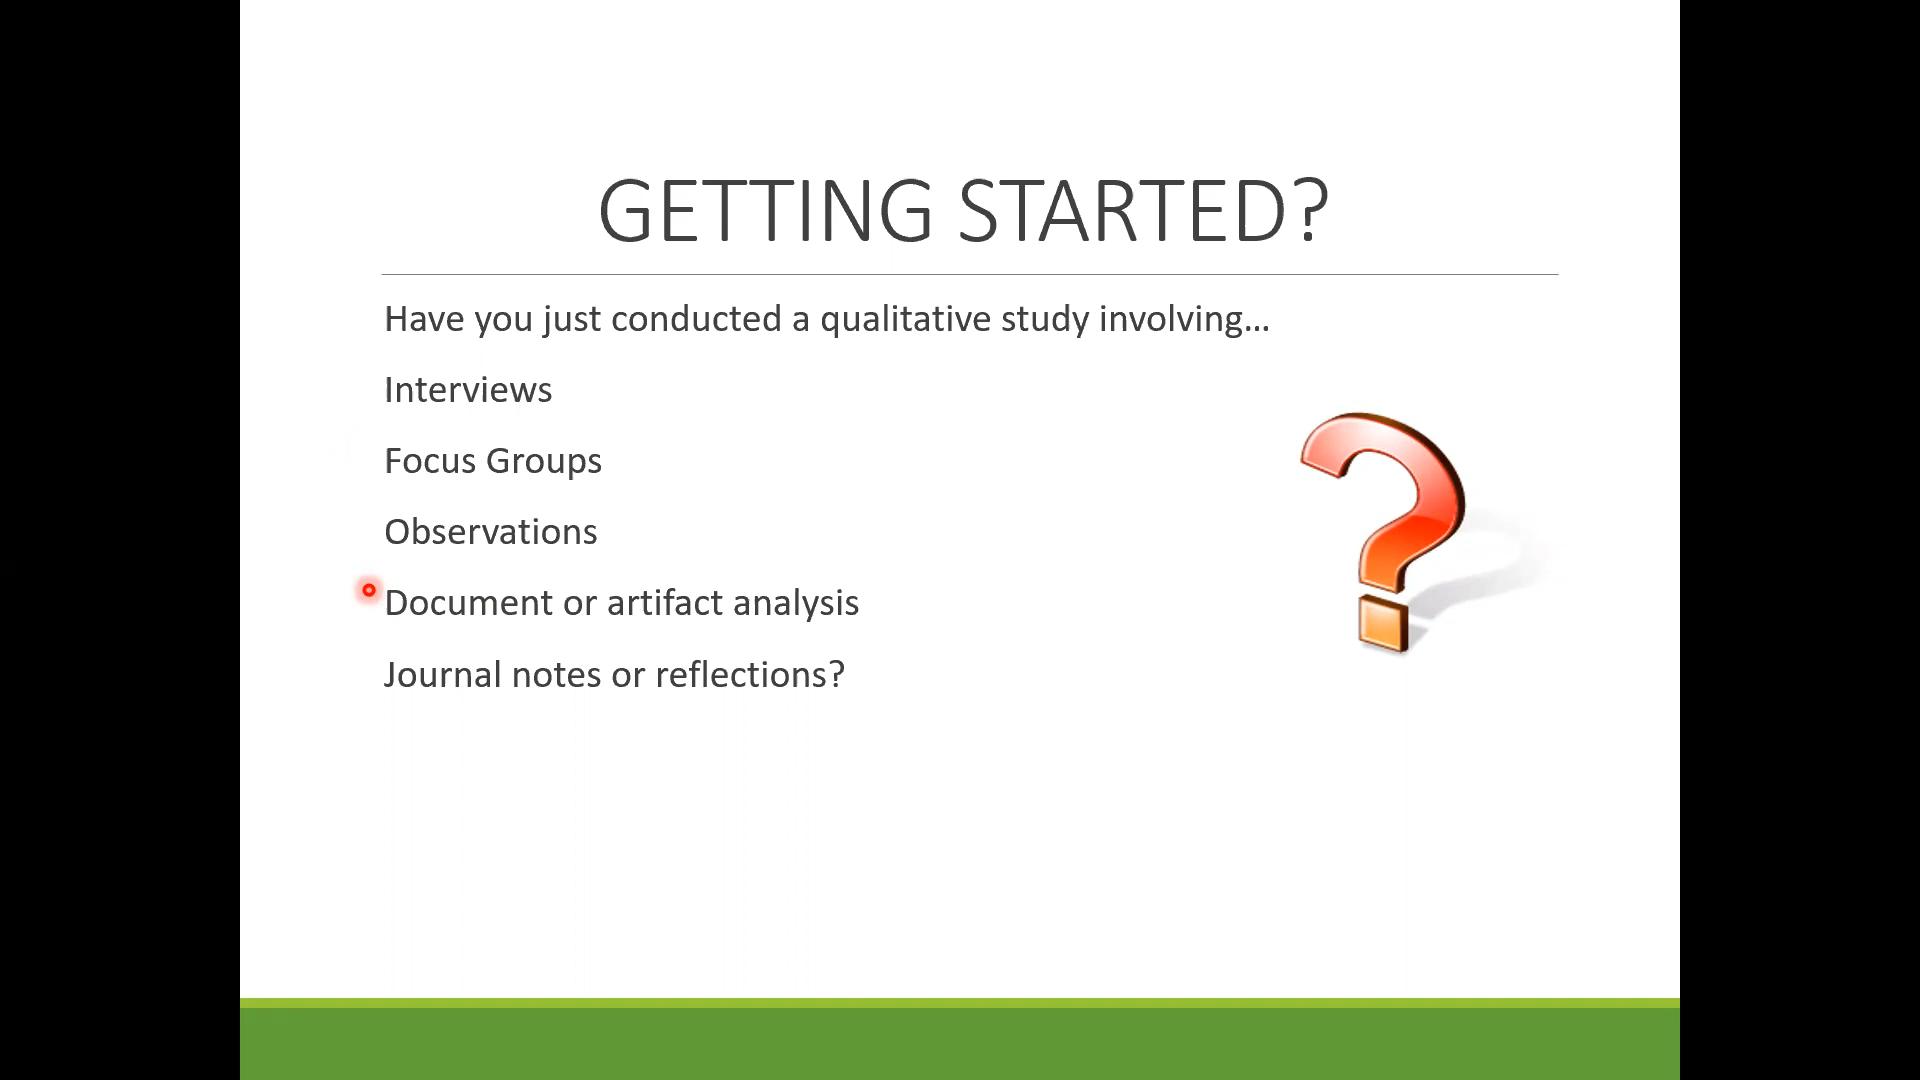 GETTING STARTED?
Have you just conducted a qualitative study involving...
Interviews
Focus Groups
Observations
Document or artifact analysis
Journal notes or reflections?